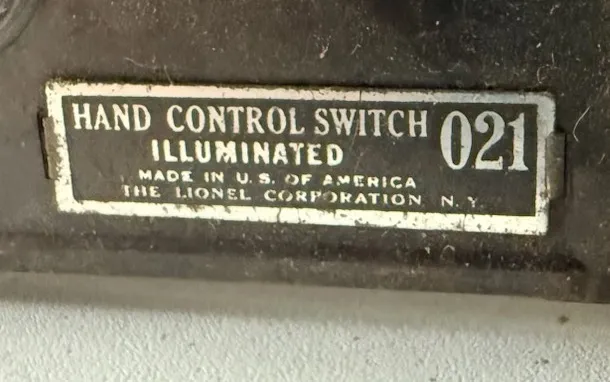 HAND CONTROL SWITCH 021
ILLUMINATED
MADE IN U.S. OF AMERICA
THE LIONEL CORPORATION N.Y.